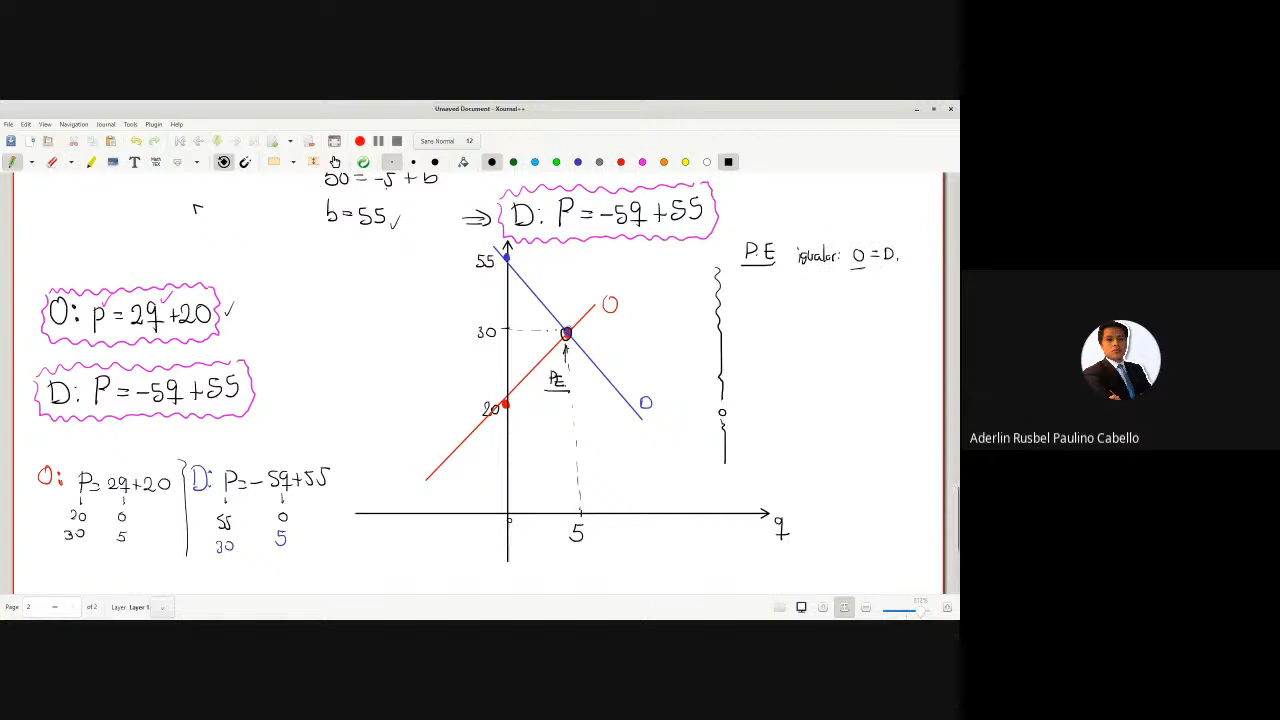 Unsaved Document - Xournal++
File Edit View Navigation Journal Tools Plugin Help
Sans Normal 12
50 = -5 + b
b = 55 ✓ ⇒ D: P = -5q + 55
P.E igualar: O = D.
O: p = 2q + 20 ✓
D: P = -5q + 55
55
30
20
O
P.E.
D
0
5
q
O: P = 2q + 20
20 0
30 5
D: P = -5q + 55
55 0
30 5
Page 2 of 2 Layer Layer 1
Aderlin Rusbel Paulino Cabello